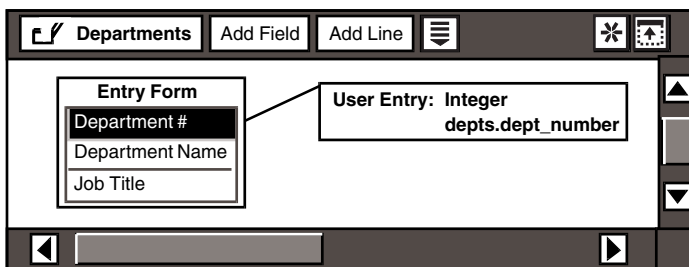 Departments Add Field Add Line
Entry Form
Department #
Department Name
Job Title
User Entry: Integer
depts.dept_number